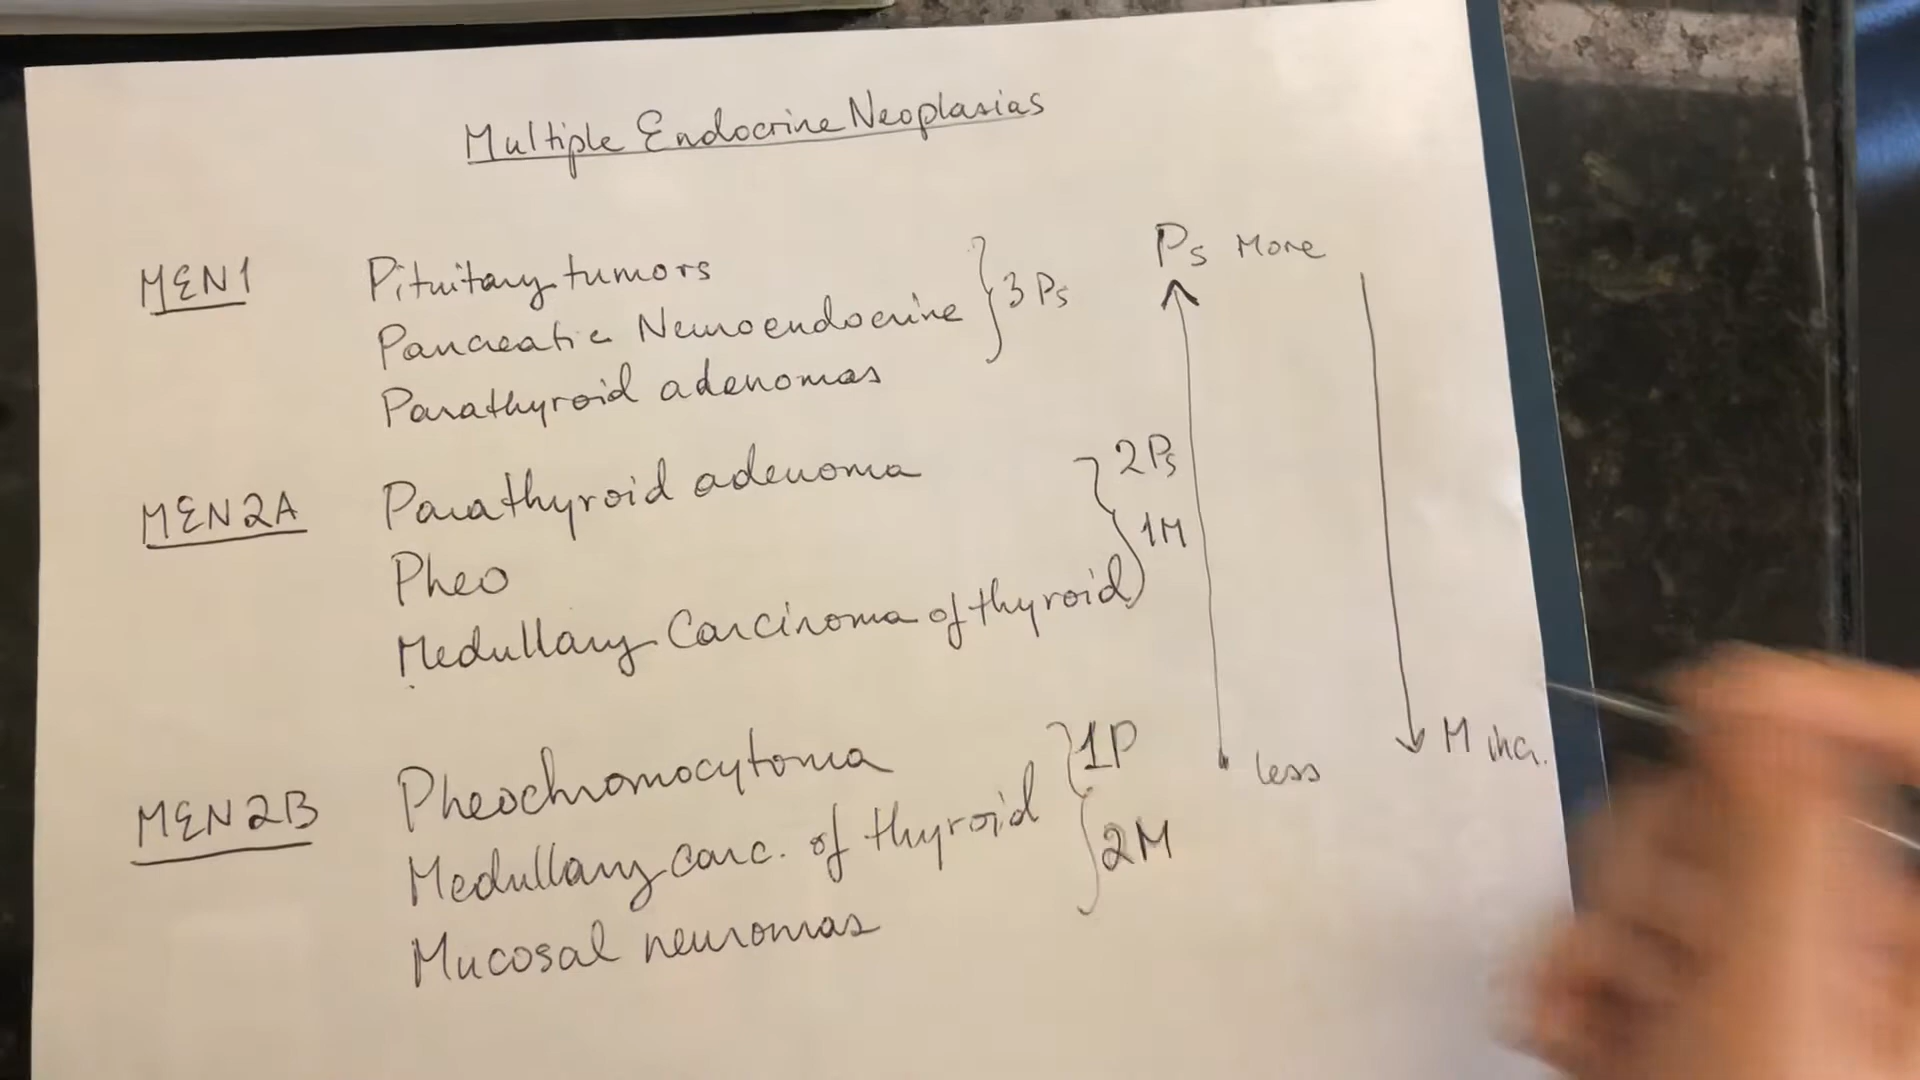 Multiple Endocrine Neoplasias
MEN1
Pituitary tumors
Pancreatic Neuroendocrine
Parathyroid adenomas
3 Ps
Ps More
MEN2A
Parathyroid adenoma
Pheo
Medullary Carcinoma of thyroid
2Ps
1M
MEN2B
Pheochromocytoma
Medullary carc. of thyroid
Mucosal neuromas
1P
2M
less
M inc.